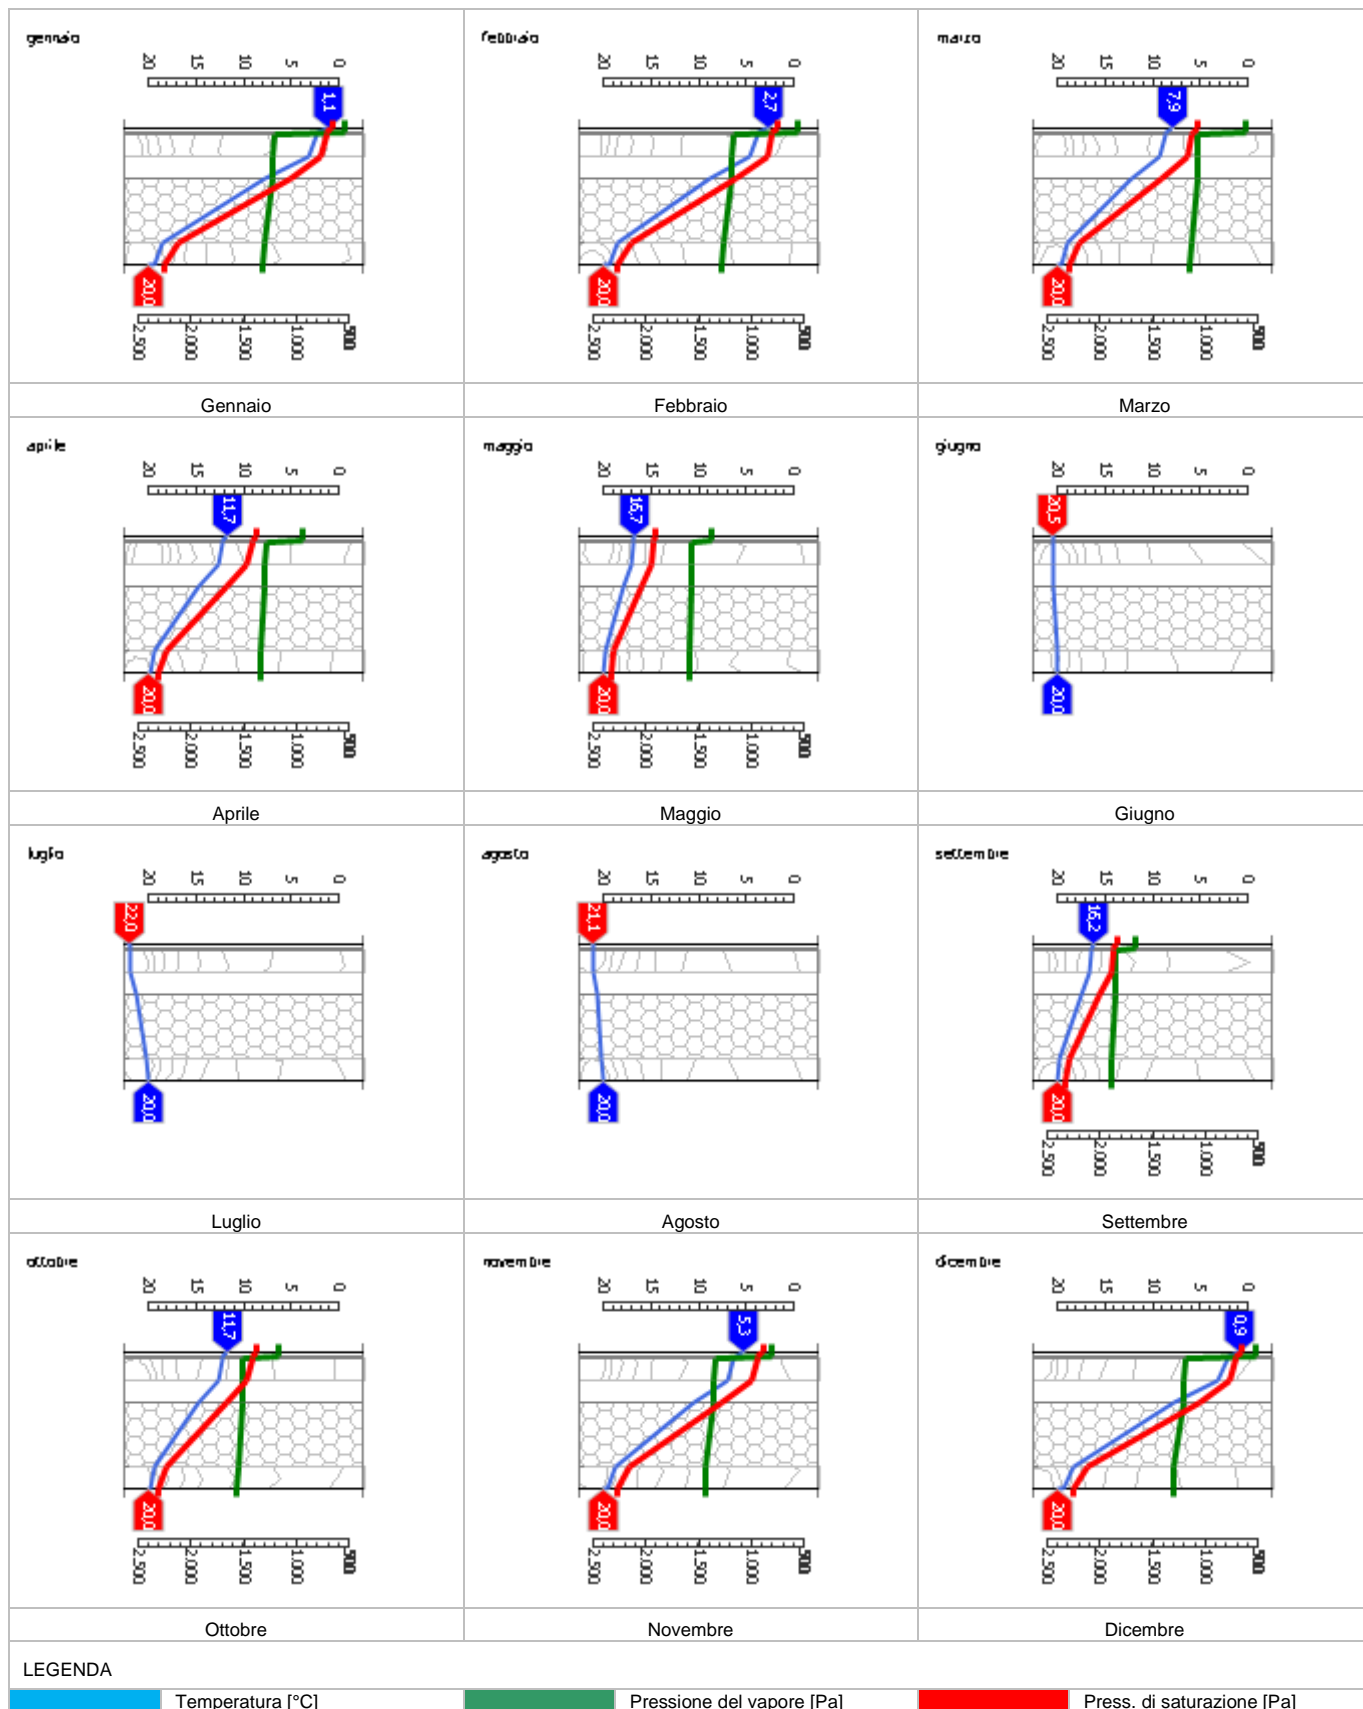 gennaio
febbraio
marzo
20 15 10 5 0
20 15 10 5 0
20 15 10 5 0
1,1
2,7
7,9
20,0
20,0
20,0
2.500 2.000 1.500 1.000 500
2.500 2.000 1.500 1.000 500
2.500 2.000 1.500 1.000 500
Gennaio
Febbraio
Marzo
aprile
maggio
giugno
20 15 10 5 0
20 15 10 5 0
20 15 10 5 0
11,7
16,7
20,5
20,0
20,0
20,0
2.500 2.000 1.500 1.000 500
2.500 2.000 1.500 1.000 500
Aprile
Maggio
Giugno
luglio
agosto
settembre
20 15 10 5 0
20 15 10 5 0
20 15 10 5 0
22,0
21,1
16,2
20,0
20,0
20,0
2.500 2.000 1.500 1.000 500
Luglio
Agosto
Settembre
ottobre
novembre
dicembre
20 15 10 5 0
20 15 10 5 0
20 15 10 5 0
11,7
5,3
0,9
20,0
20,0
20,0
2.500 2.000 1.500 1.000 500
2.500 2.000 1.500 1.000 500
2.500 2.000 1.500 1.000 500
Ottobre
Novembre
Dicembre
LEGENDA
Temperatura [°C]
Pressione del vapore [Pa]
Press. di saturazione [Pa]